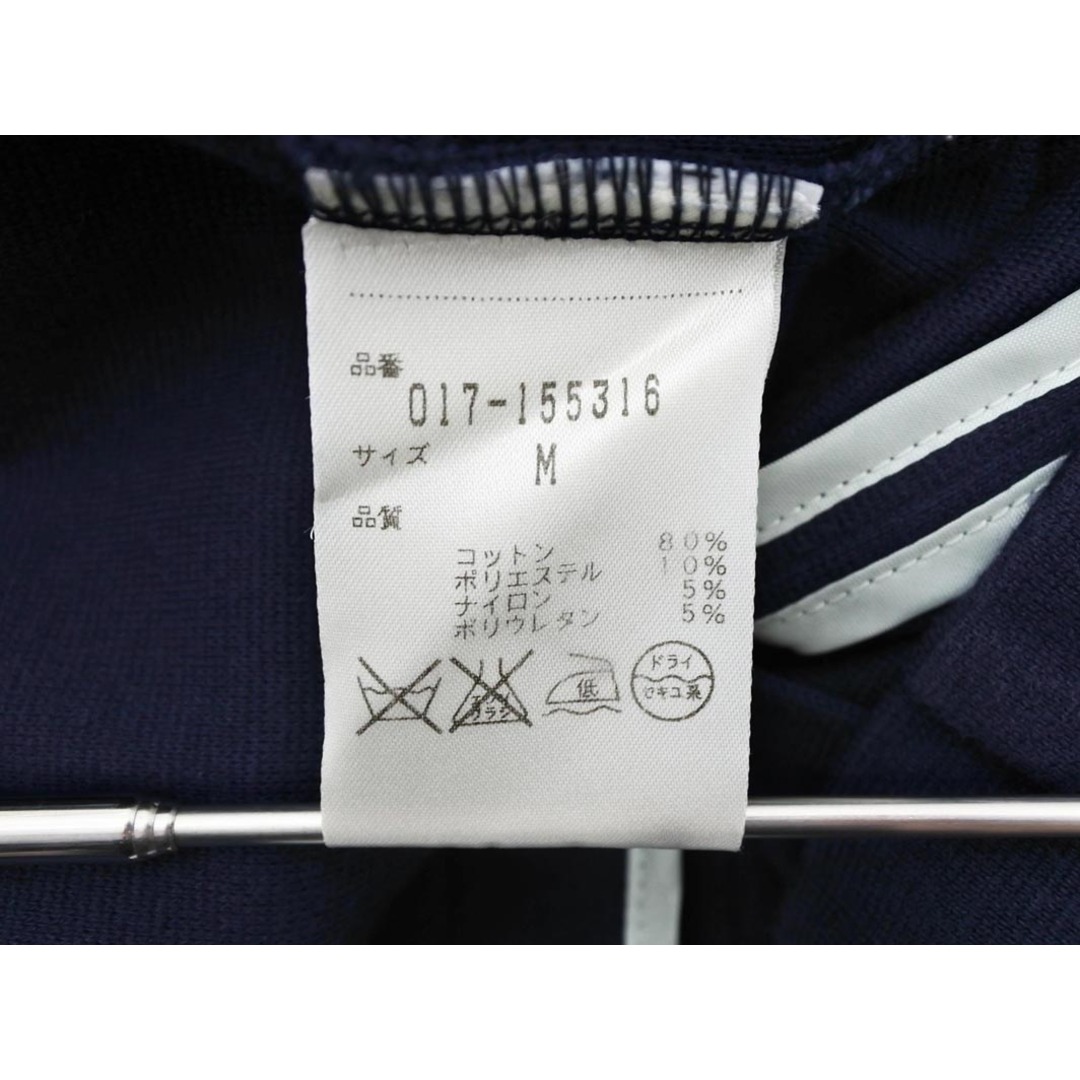 品番
017-155316
サイズ M
品質
コットン 80%
ポリエステル 10%
ナイロン 5%
ポリウレタン 5%
低
ドライ
セキユ系